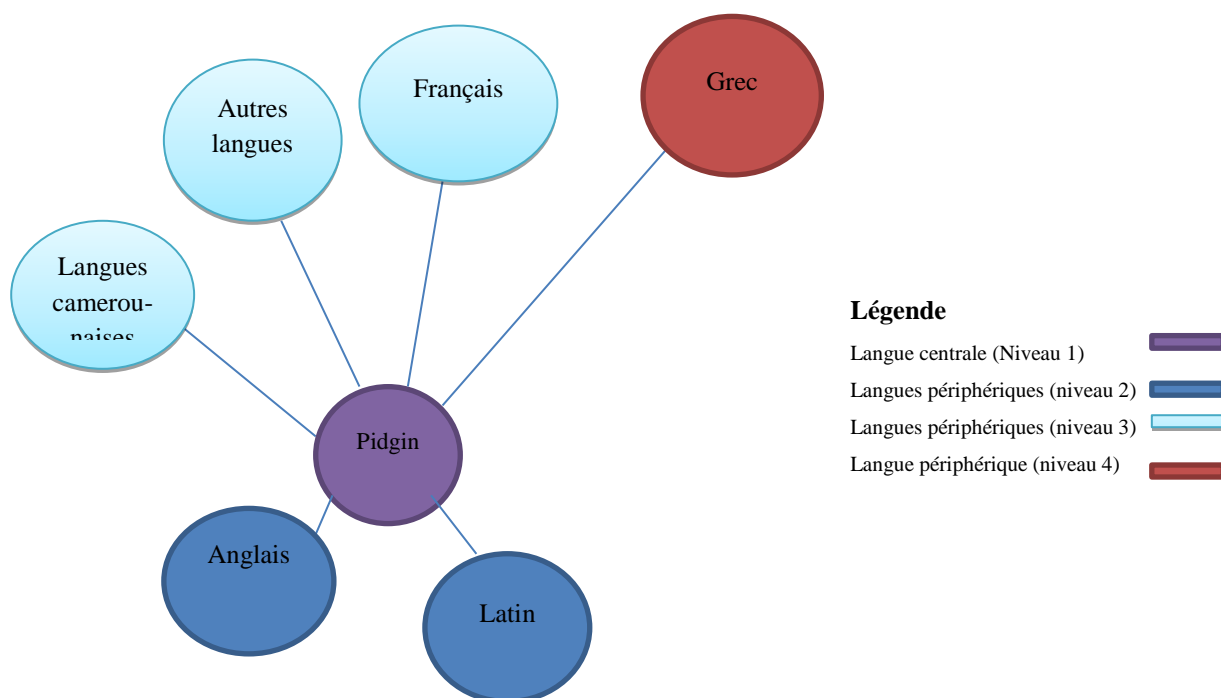 Français
Grec
Autres
langues
Langues
camerou-
naises
Pidgin
Anglais
Latin
Légende
Langue centrale (Niveau 1)
Langues périphériques (niveau 2)
Langues périphériques (niveau 3)
Langue périphérique (niveau 4)